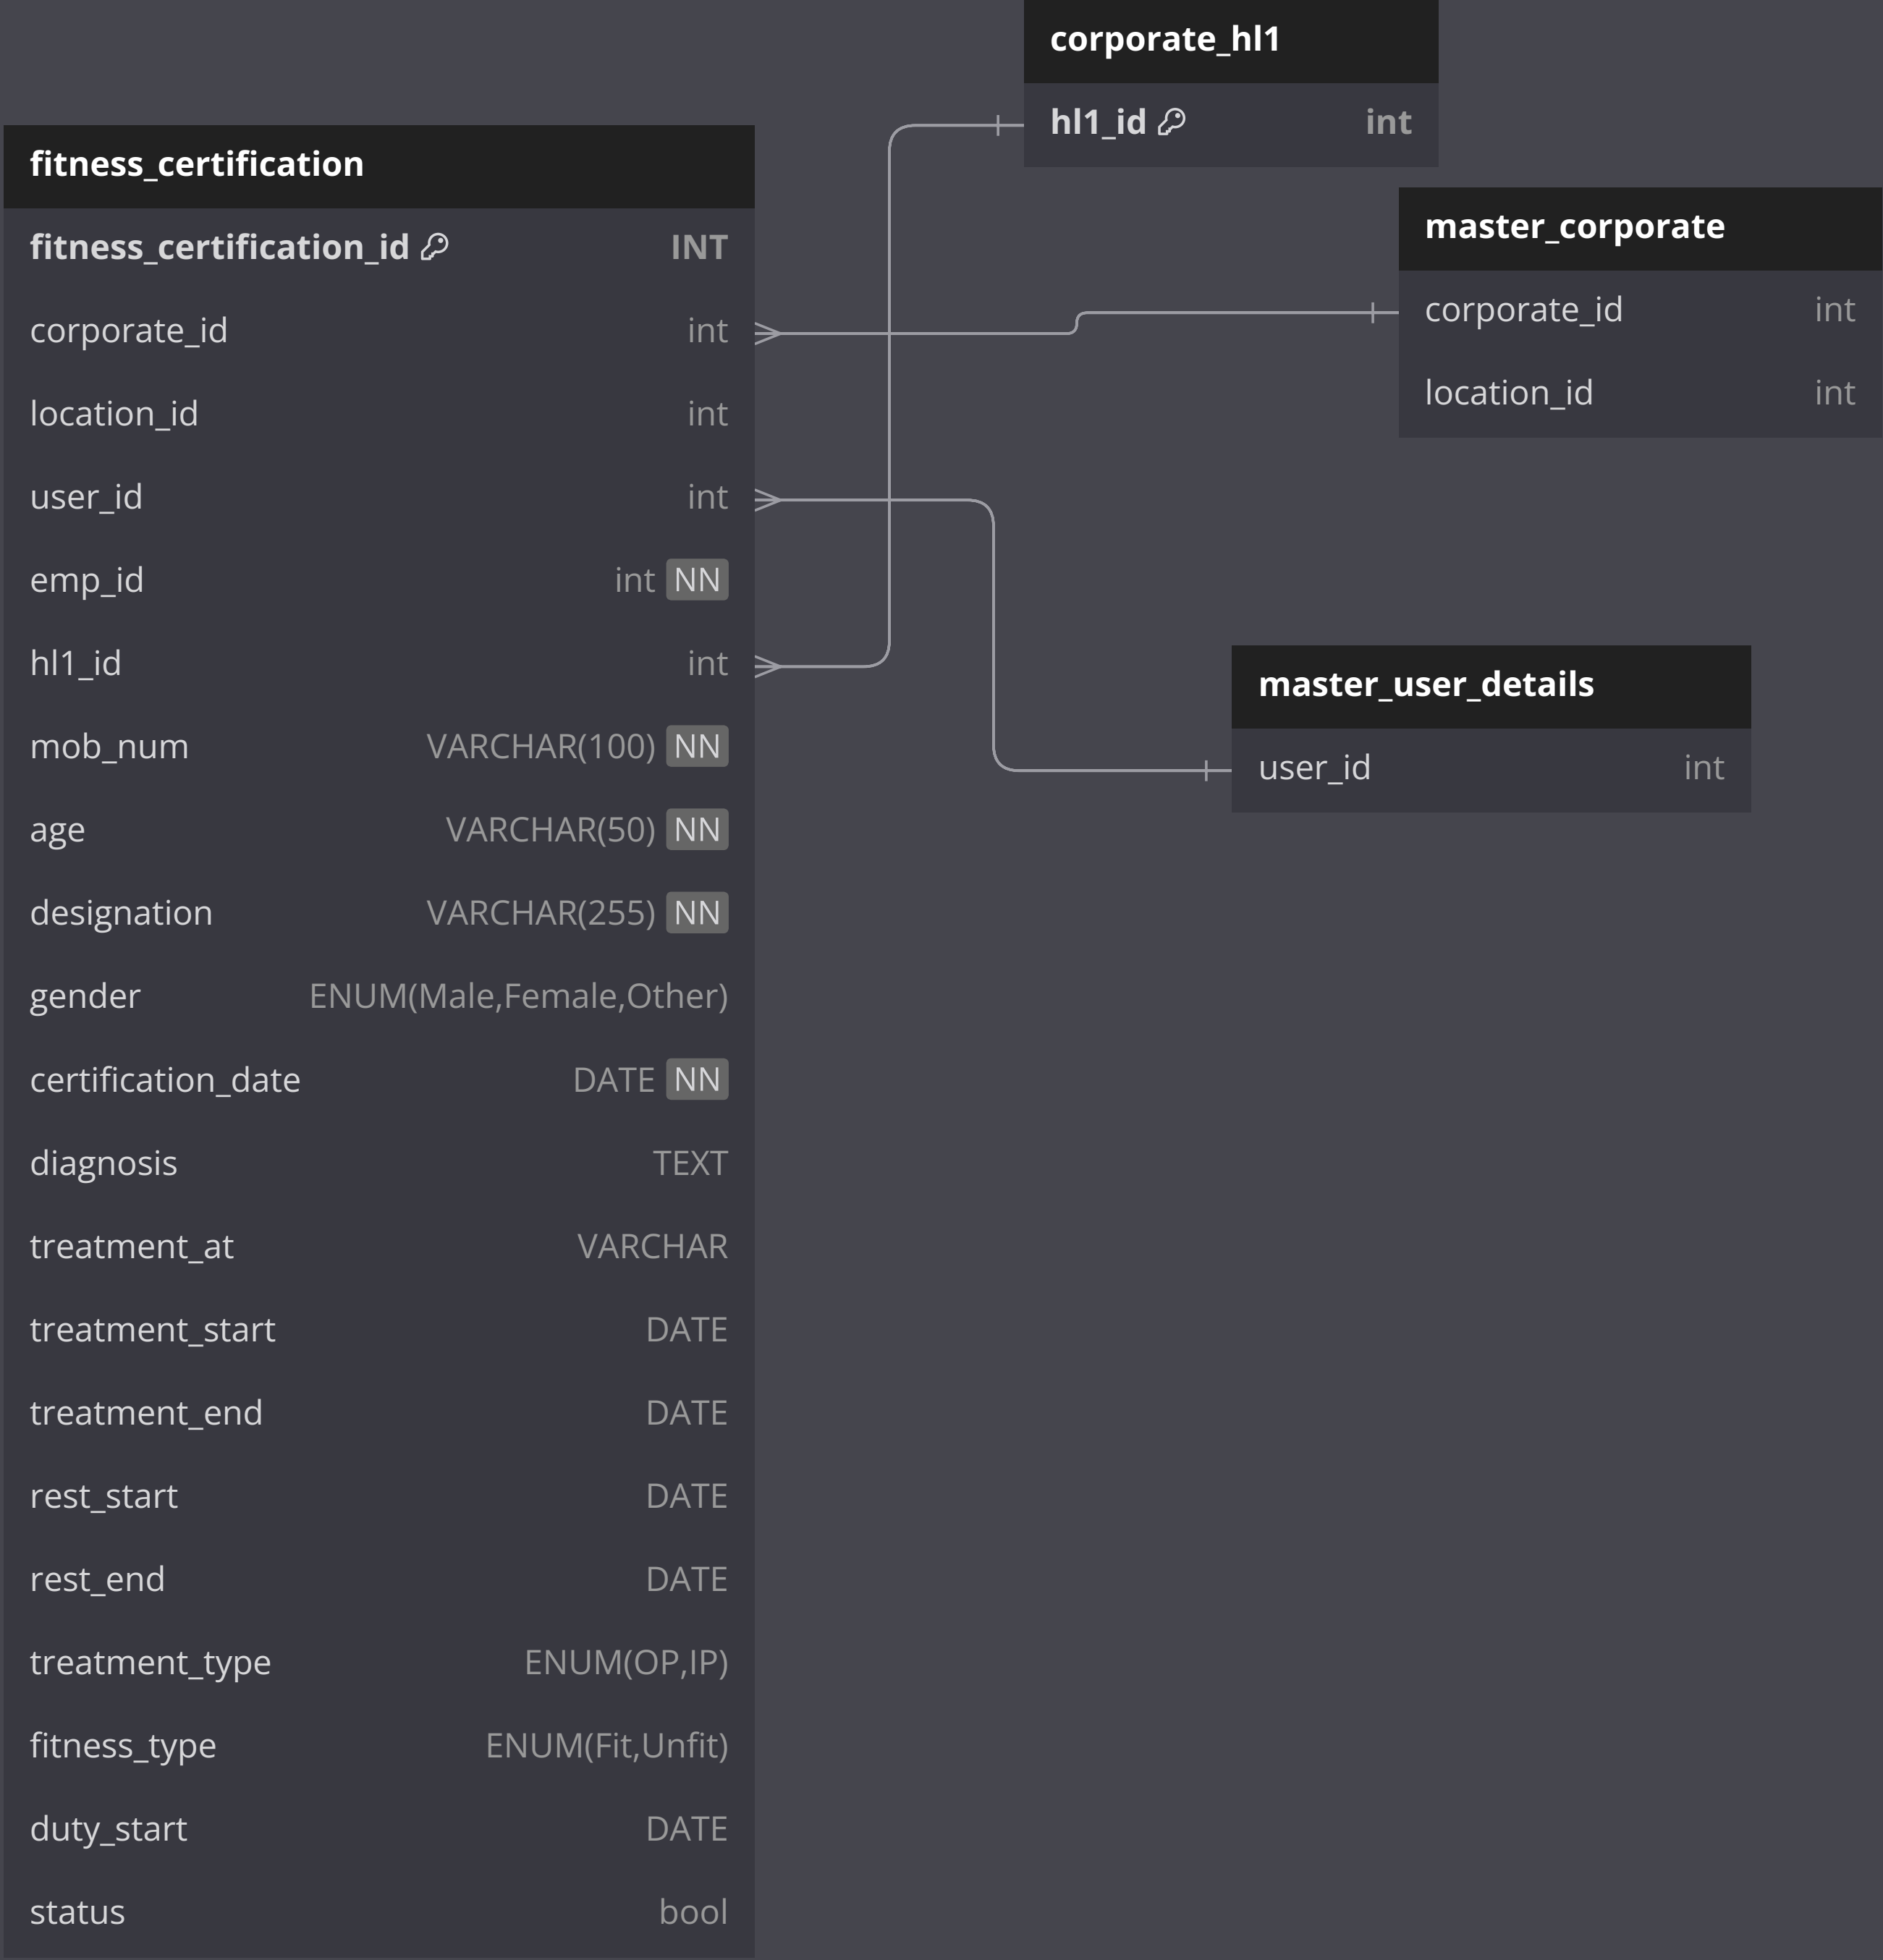 corporate_hl1
hl1_id int
fitness_certification
fitness_certification_id INT
corporate_id int
location_id int
user_id int
emp_id int NN
hl1_id int
mob_num VARCHAR(100) NN
age VARCHAR(50) NN
designation VARCHAR(255) NN
gender ENUM(Male,Female,Other)
certification_date DATE NN
diagnosis TEXT
treatment_at VARCHAR
treatment_start DATE
treatment_end DATE
rest_start DATE
rest_end DATE
treatment_type ENUM(OP,IP)
fitness_type ENUM(Fit,Unfit)
duty_start DATE
status bool
master_corporate
corporate_id int
location_id int
master_user_details
user_id int